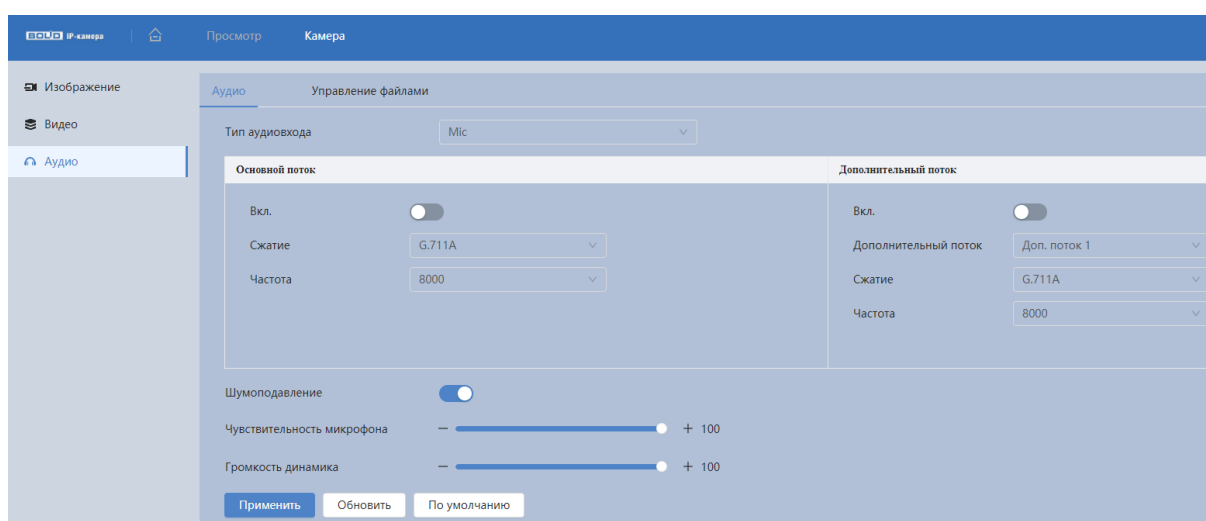 BOLID IP-камера Просмотр Камера
Изображение
Видео
Аудио
Аудио Управление файлами
Тип аудиовхода Mic
Основной поток Дополнительный поток
Вкл. Вкл.
Сжатие G.711A Дополнительный поток Доп. поток 1
Частота 8000 Сжатие G.711A
Частота 8000
Шумоподавление
Чувствительность микрофона 100
Громкость динамика 100
Применить Обновить По умолчанию